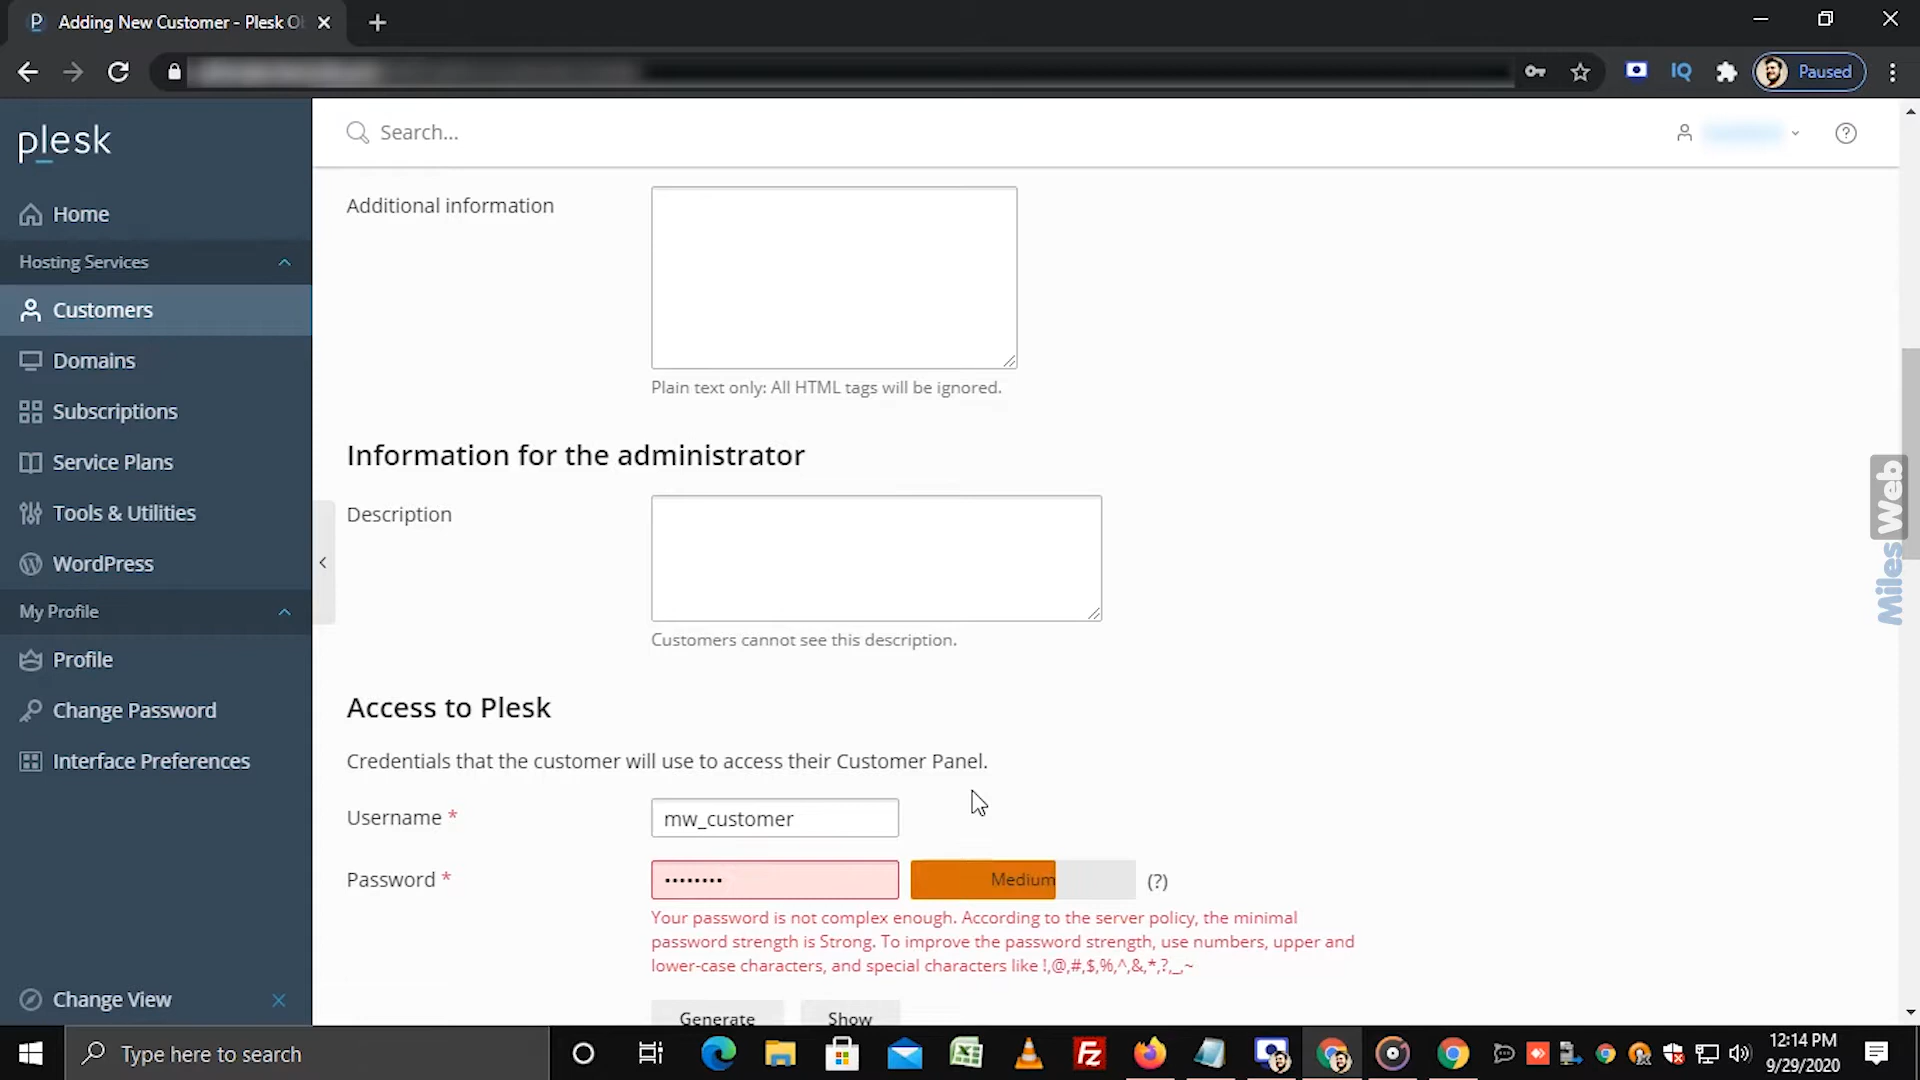 Adding New Customer - Plesk Ob
Paused
plesk
Search...
Home
Hosting Services
Customers
Domains
Subscriptions
Service Plans
Tools & Utilities
WordPress
My Profile
Profile
Change Password
Interface Preferences
Change View
Additional information
Plain text only: All HTML tags will be ignored.
Information for the administrator
Description
Customers cannot see this description.
Access to Plesk
Credentials that the customer will use to access their Customer Panel.
Username *
mw_customer
Password *
••••••••
Medium
(?)
Your password is not complex enough. According to the server policy, the minimal
password strength is Strong. To improve the password strength, use numbers, upper and
lower-case characters, and special characters like !,@,#,$,%,^,&,*,?,_,~
Generate
Show
MilesWeb
Type here to search
12:14 PM
9/29/2020